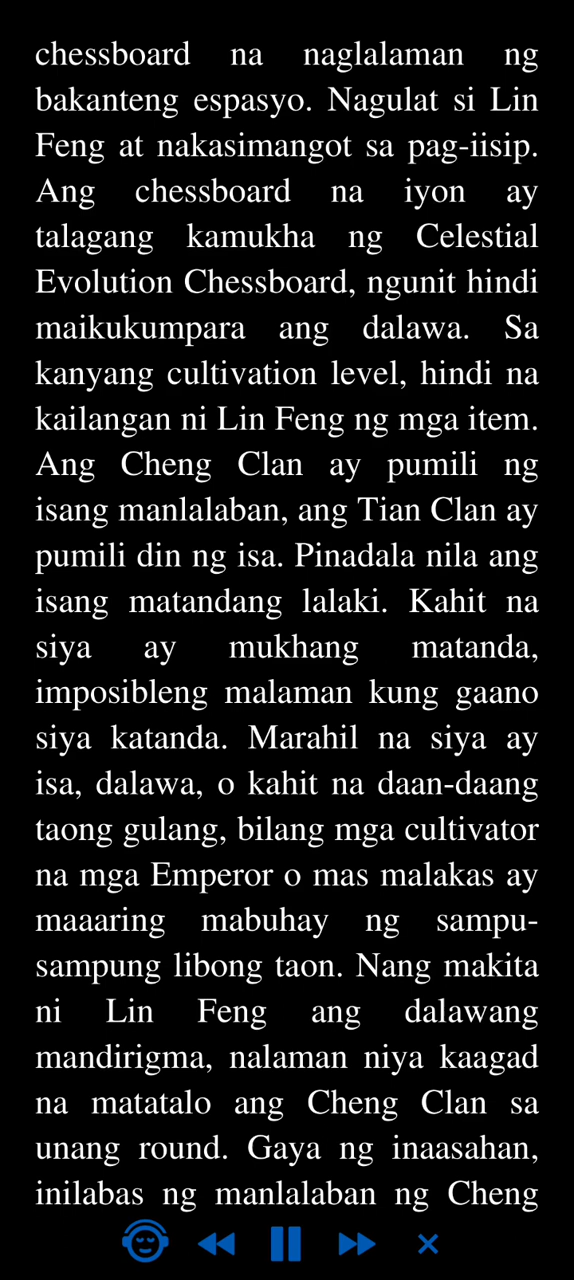 chessboard na naglalaman ng
bakanteng espasyo. Nagulat si Lin
Feng at nakasimangot sa pag-iisip.
Ang chessboard na iyon ay
talagang kamukha ng Celestial
Evolution Chessboard, ngunit hindi
maikukumpara ang dalawa. Sa
kanyang cultivation level, hindi na
kailangan ni Lin Feng ng mga item.
Ang Cheng Clan ay pumili ng
isang manlalaban, ang Tian Clan ay
pumili din ng isa. Pinadala nila ang
isang matandang lalaki. Kahit na
siya ay mukhang matanda,
imposibleng malaman kung gaano
siya katanda. Marahil na siya ay
isa, dalawa, o kahit na daan-daang
taong gulang, bilang mga cultivator
na mga Emperor o mas malakas ay
maaaring mabuhay ng sampu-
sampung libong taon. Nang makita
ni Lin Feng ang dalawang
mandirigma, nalaman niya kaagad
na matatalo ang Cheng Clan sa
unang round. Gaya ng inaasahan,
inilabas ng manlalaban ng Cheng